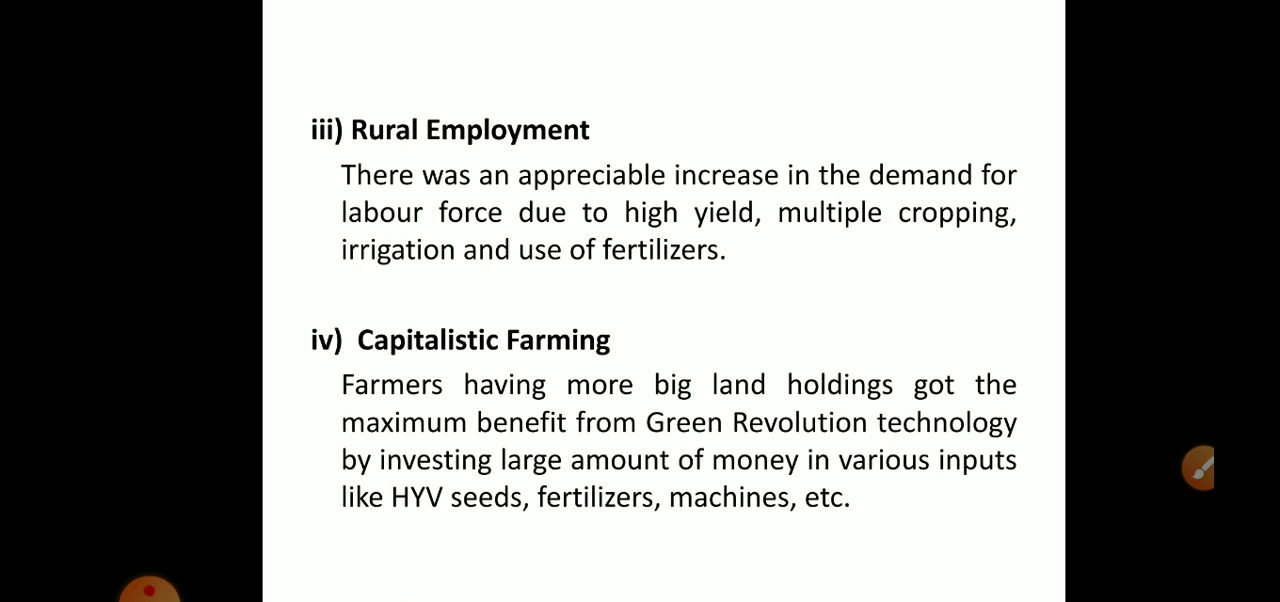 iii) Rural Employment
There was an appreciable increase in the demand for
labour force due to high yield, multiple cropping,
irrigation and use of fertilizers.
iv) Capitalistic Farming
Farmers having more big land holdings got the
maximum benefit from Green Revolution technology
by investing large amount of money in various inputs
like HYV seeds, fertilizers, machines, etc.